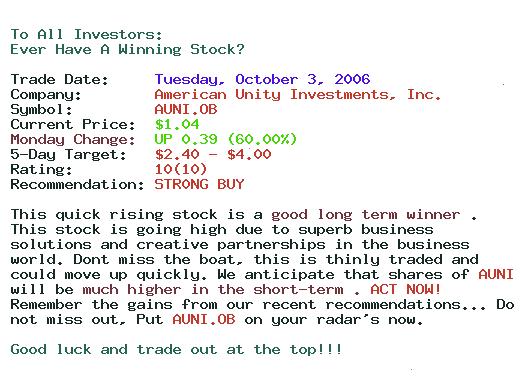 To All Investors:
Ever Have A Winning Stock?
Trade Date: Tuesday, October 3, 2006
Company: American Unity Investments, Inc.
Symbol: AUNI.OB
Current Price: $1.04
Monday Change: UP 0.39 (60.00%)
5-Day Target: $2.40 - $4.00
Rating: 10(10)
Recommendation: STRONG BUY
This quick rising stock is a good long term winner .
This stock is going high due to superb business
solutions and creative partnerships in the business
world. Dont miss the boat, this is thinly traded and
could move up quickly. We anticipate that shares of AUNI
will be much higher in the short-term . ACT NOW!
Remember the gains from our recent recommendations... Do
not miss out, Put AUNI.OB on your radar's now.
Good luck and trade out at the top!!!